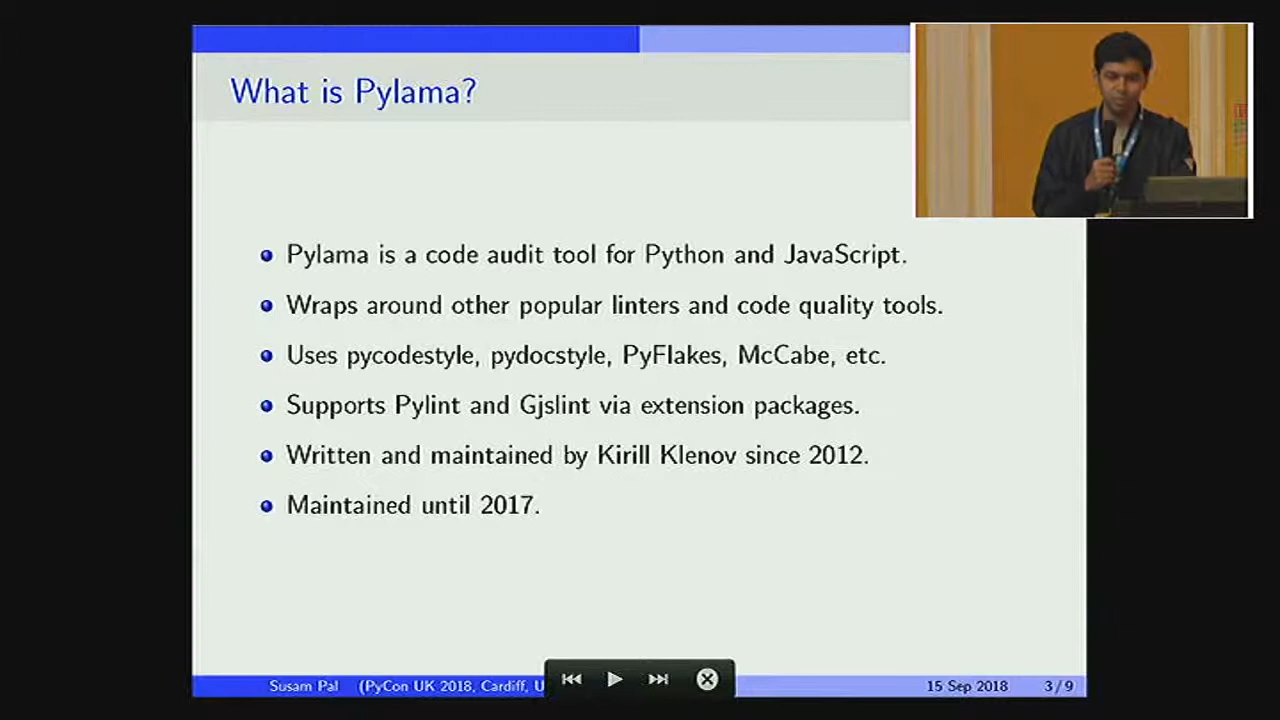 What is Pylama?
Pylama is a code audit tool for Python and JavaScript.
Wraps around other popular linters and code quality tools.
Uses pycodestyle, pydocstyle, PyFlakes, McCabe, etc.
Supports Pylint and Gjslint via extension packages.
Written and maintained by Kirill Klenov since 2012.
Maintained until 2017.
Susam Pal (PyCon UK 2018, Cardiff, U 15 Sep 2018 3 / 9